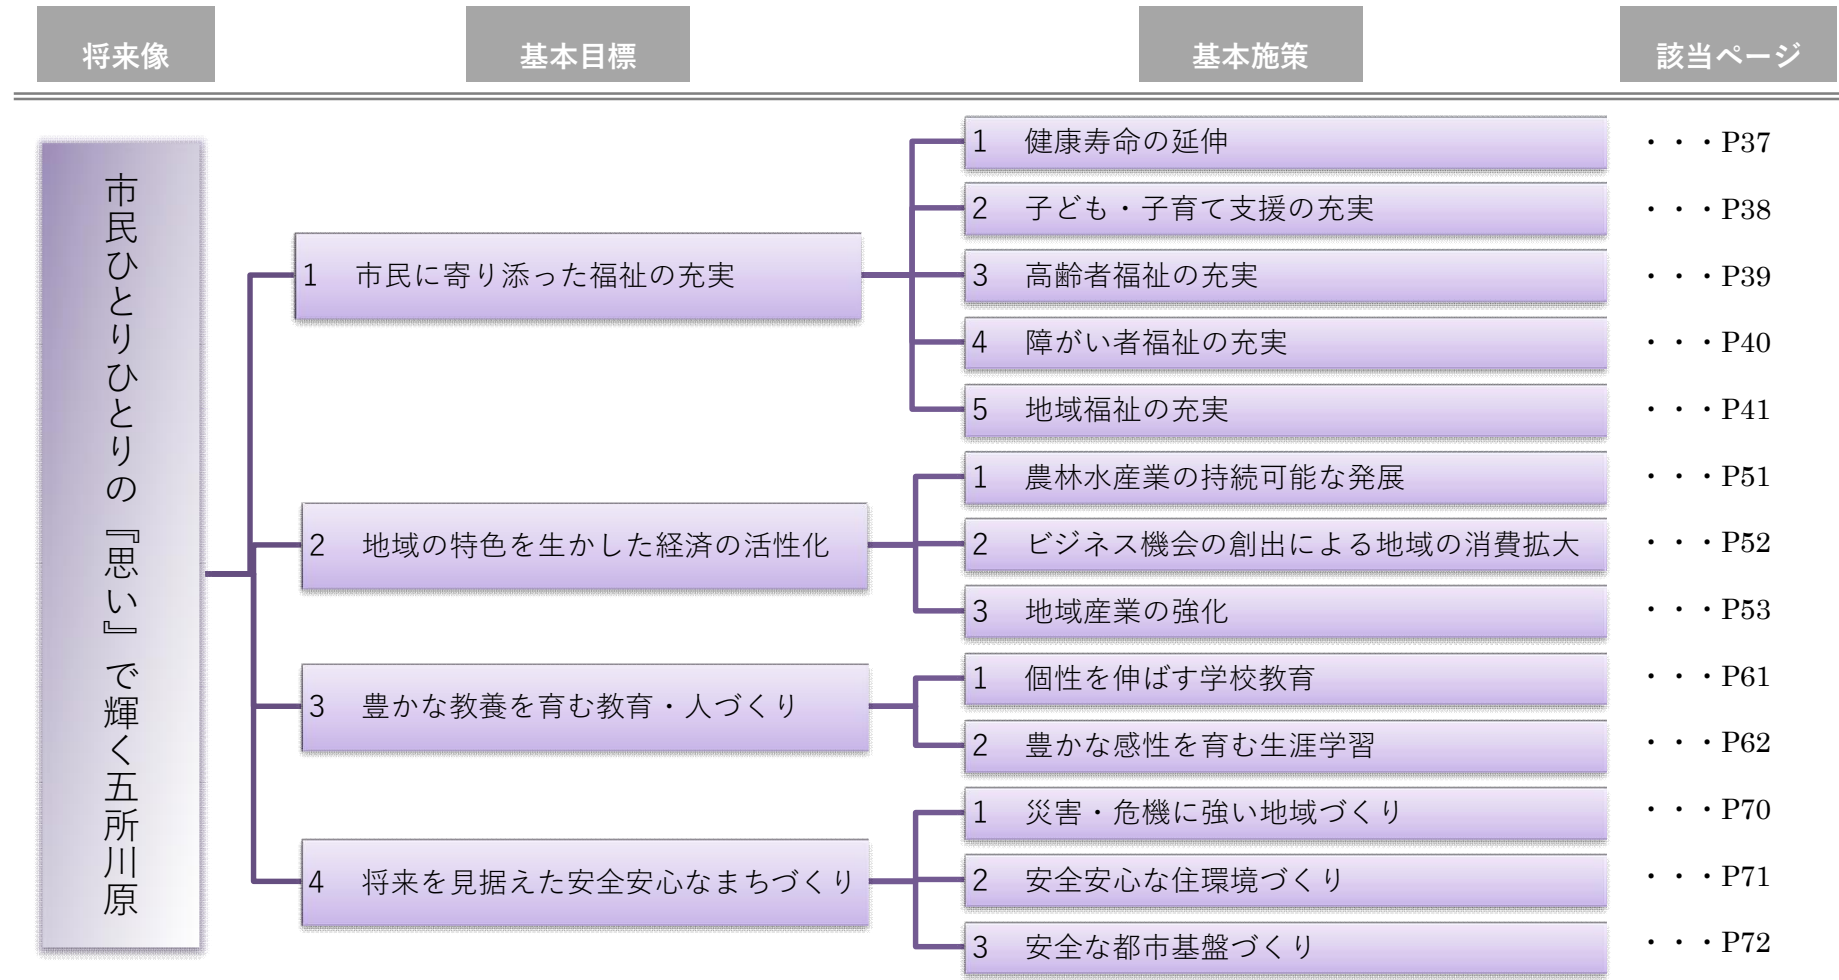 将来像 基本目標 基本施策 該当ページ
市民ひとりひとりの『思い』で輝く五所川原
1 市民に寄り添った福祉の充実
1 健康寿命の延伸 ・・・P37
2 子ども・子育て支援の充実 ・・・P38
3 高齢者福祉の充実 ・・・P39
4 障がい者福祉の充実 ・・・P40
5 地域福祉の充実 ・・・P41
2 地域の特色を生かした経済の活性化
1 農林水産業の持続可能な発展 ・・・P51
2 ビジネス機会の創出による地域の消費拡大 ・・・P52
3 地域産業の強化 ・・・P53
3 豊かな教養を育む教育・人づくり
1 個性を伸ばす学校教育 ・・・P61
2 豊かな感性を育む生涯学習 ・・・P62
4 将来を見据えた安全安心なまちづくり
1 災害・危機に強い地域づくり ・・・P70
2 安全安心な住環境づくり ・・・P71
3 安全な都市基盤づくり ・・・P72